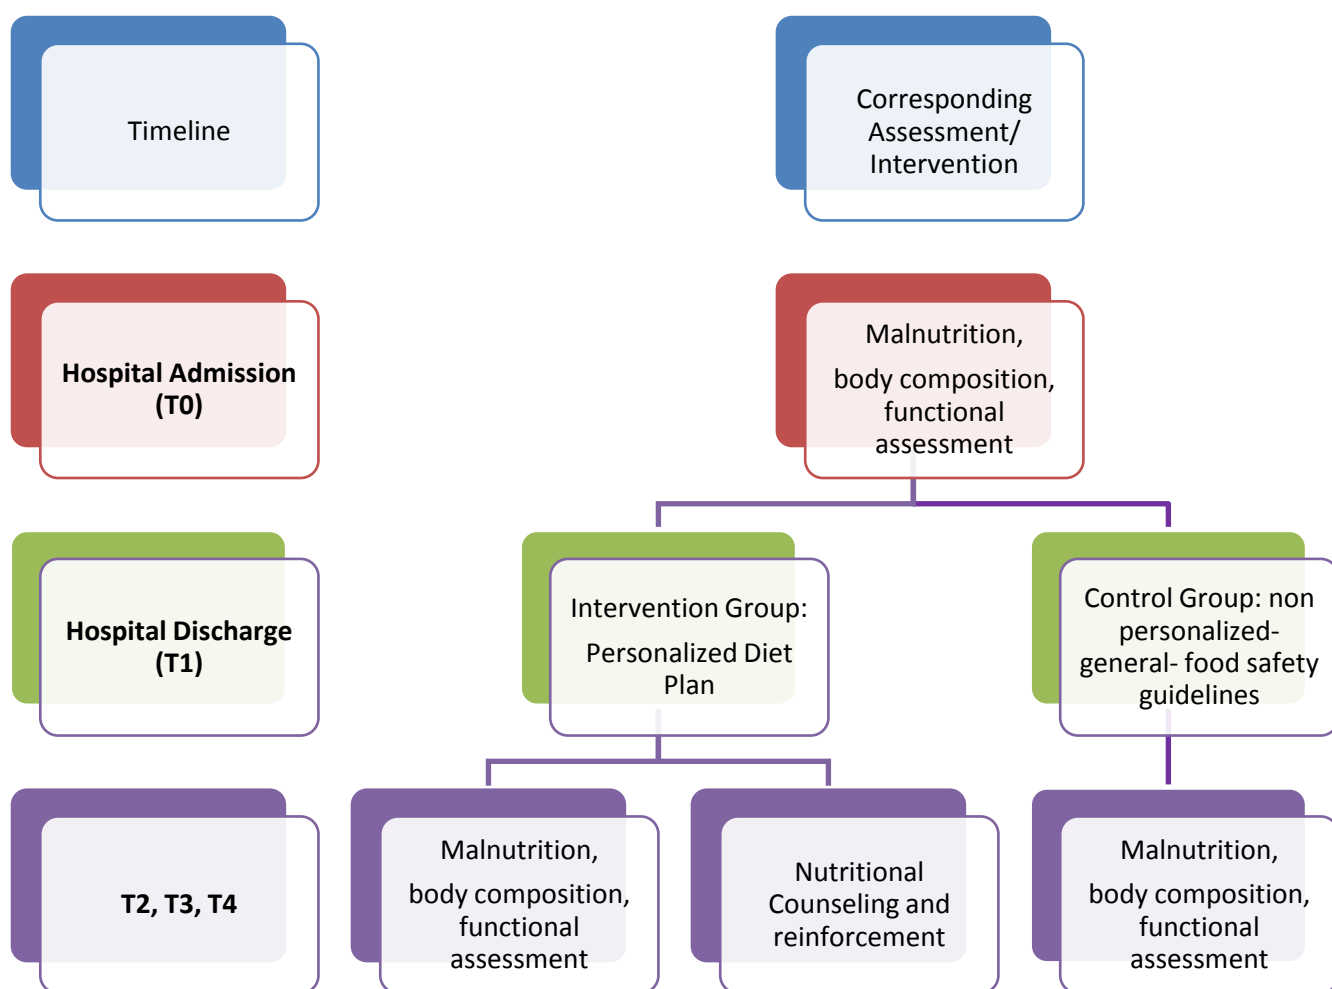 Timeline
Corresponding
Assessment/
Intervention
Hospital Admission
(T0)
Malnutrition,
body composition,
functional
assessment
Hospital Discharge
(T1)
Intervention Group:
Personalized Diet
Plan
Control Group: non
personalized-
general- food safety
guidelines
T2, T3, T4
Malnutrition,
body composition,
functional
assessment
Nutritional
Counseling and
reinforcement
Malnutrition,
body composition,
functional
assessment